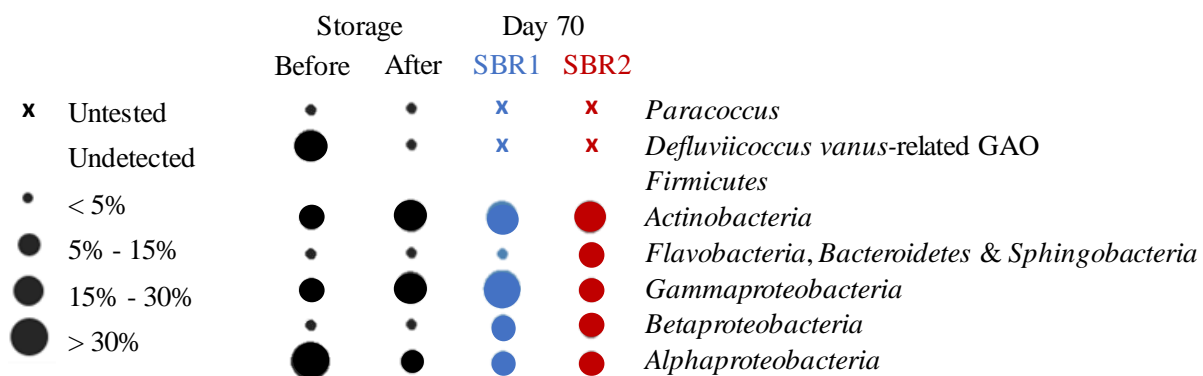 Storage Day 70
Before After SBR1 SBR2
x Untested x x Paracoccus
Undetected x x Defluviicoccus vanus-related GAO
Firmicutes
< 5%
Actinobacteria
5% - 15% Flavobacteria, Bacteroidetes & Sphingobacteria
15% - 30% Gammaproteobacteria
Betaproteobacteria
> 30%
Alphaproteobacteria